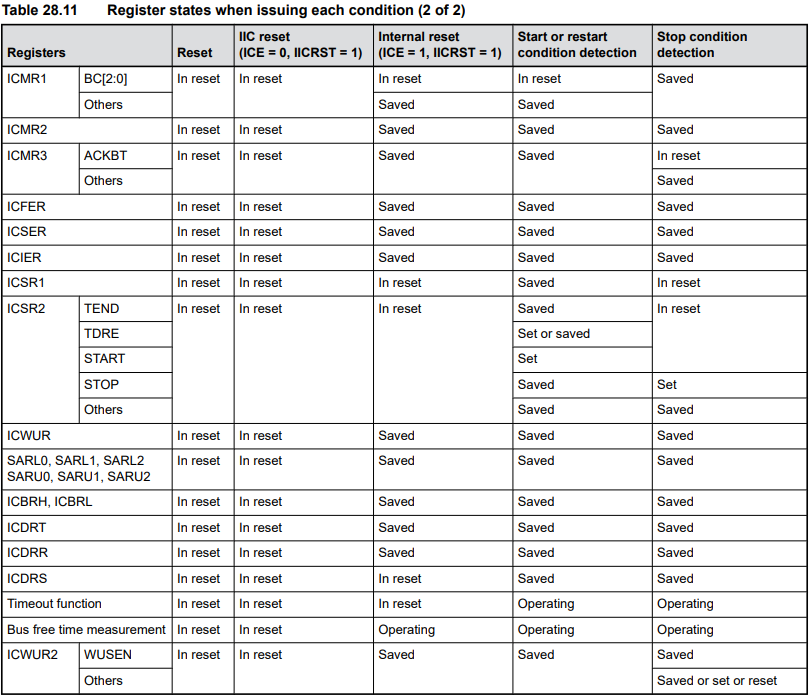 Table 28.11 Register states when issuing each condition (2 of 2)
Registers Reset IIC reset (ICE = 0, IICRST = 1) Internal reset (ICE = 1, IICRST = 1) Start or restart condition detection Stop condition detection
ICMR1 BC[2:0] In reset In reset In reset In reset Saved
Others Saved Saved
ICMR2 In reset In reset Saved Saved Saved
ICMR3 ACKBT In reset In reset Saved Saved In reset
Others Saved
ICFER In reset In reset Saved Saved Saved
ICSER In reset In reset Saved Saved Saved
ICIER In reset In reset Saved Saved Saved
ICSR1 In reset In reset In reset Saved In reset
ICSR2 TEND In reset In reset In reset Saved In reset
TDRE Set or saved
START Set
STOP Saved Set
Others Saved Saved
ICWUR In reset In reset Saved Saved Saved
SARL0, SARL1, SARL2 In reset In reset Saved Saved Saved
SARU0, SARU1, SARU2
ICBRH, ICBRL In reset In reset Saved Saved Saved
ICDRT In reset In reset Saved Saved Saved
ICDRR In reset In reset Saved Saved Saved
ICDRS In reset In reset In reset Saved Saved
Timeout function In reset In reset In reset Operating Operating
Bus free time measurement In reset In reset Operating Operating Operating
ICWUR2 WUSEN In reset In reset Saved Saved Saved
Others Saved or set or reset